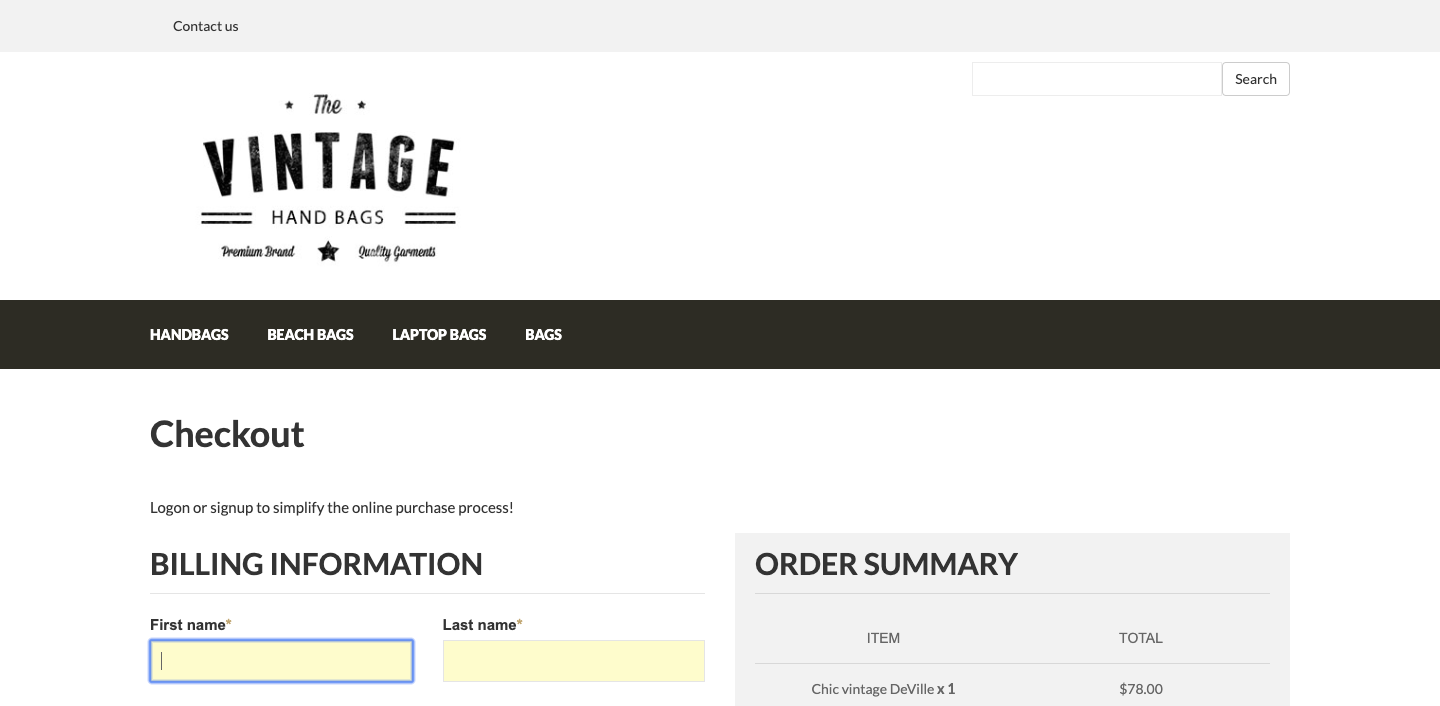 Contact us
Search
The
VINTAGE
HAND BAGS
Premium Brand Quality Garments
HANDBAGS BEACH BAGS LAPTOP BAGS BAGS
Checkout
Logon or signup to simplify the online purchase process!
BILLING INFORMATION
First name* Last name*
ORDER SUMMARY
ITEM TOTAL
Chic vintage DeVille x 1 $78.00